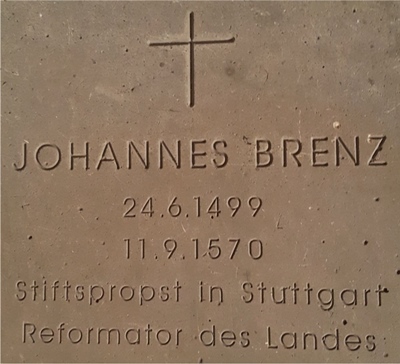 JOHANNES BRENZ
24.6.1499
11.9.1570
Stiftspropst in Stuttgart
Reformator des Landes